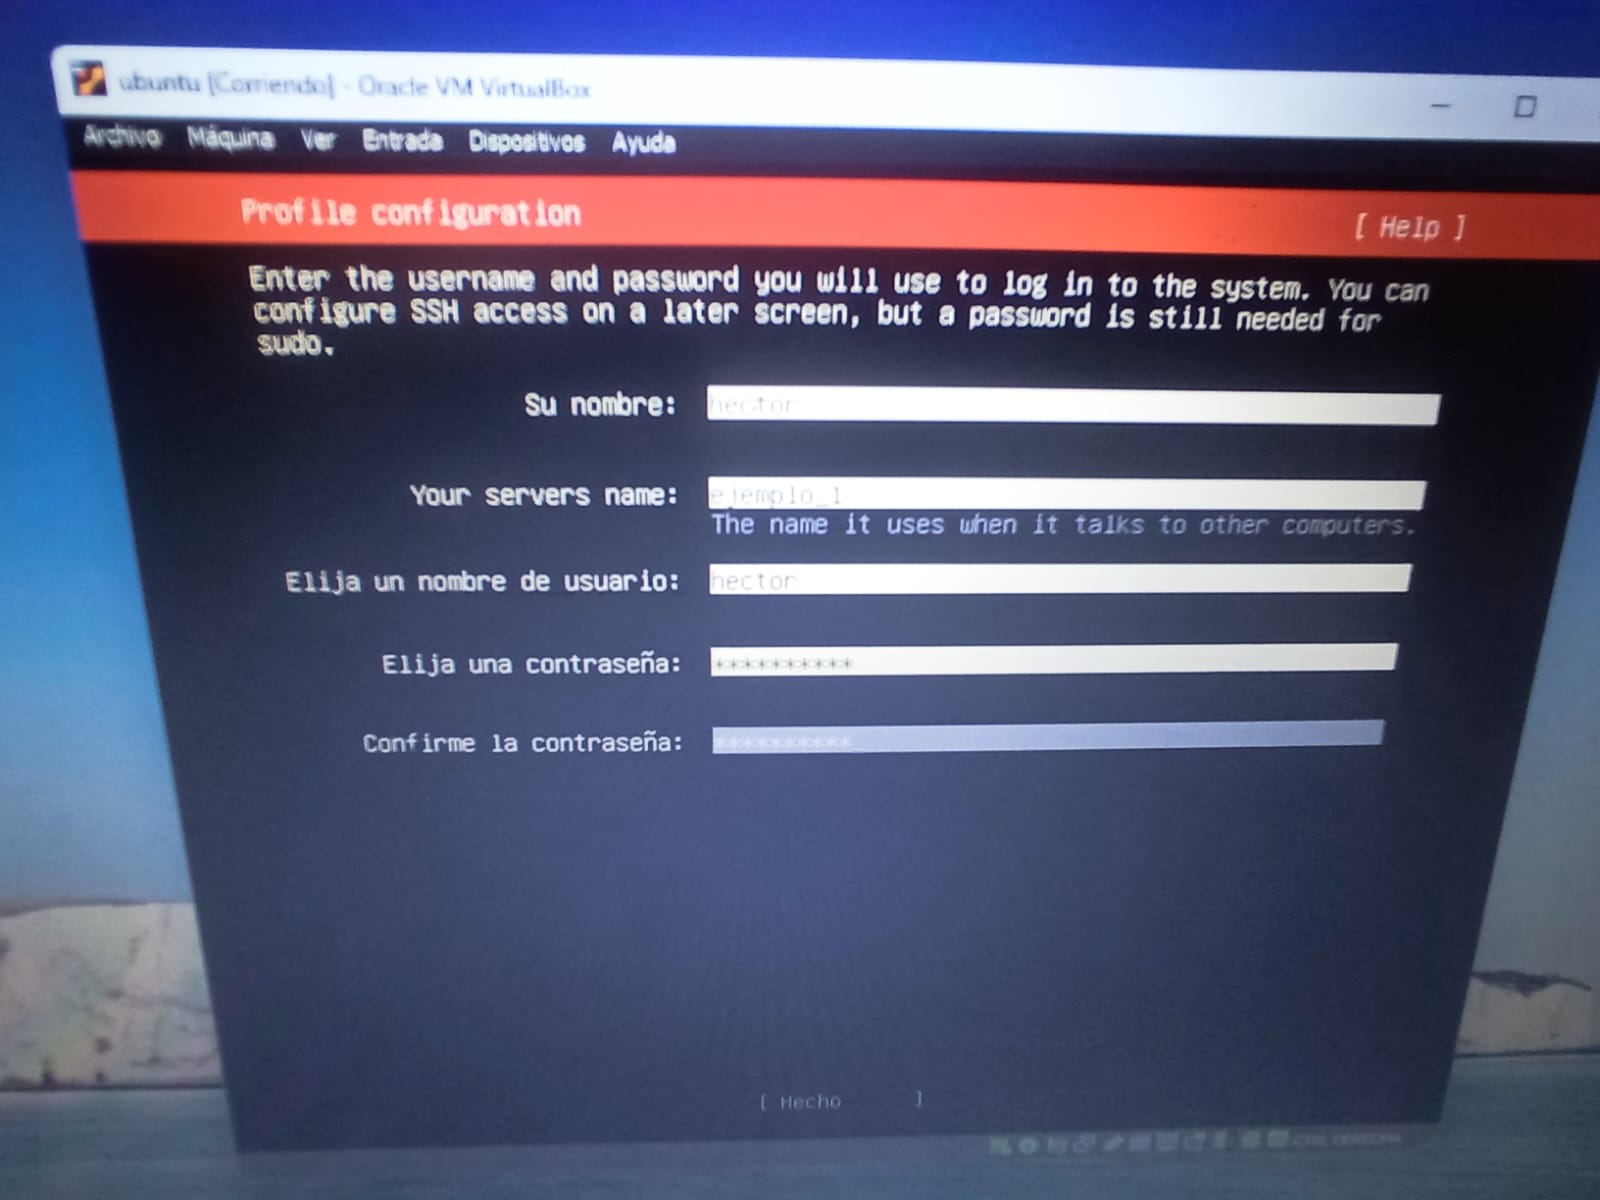 ubuntu [Corriendo] - Oracle VM VirtualBox
Archivo Máquina Ver Entrada Dispositivos Ayuda
Profile configuration [ Help ]
Enter the username and password you will use to log in to the system. You can
configure SSH access on a later screen, but a password is still needed for
sudo.
Su nombre: hector
Your servers name: ejemplo_1
The name it uses when it talks to other computers.
Elija un nombre de usuario: hector
Elija una contraseña: **********
Confirme la contraseña: **********
[ Hecho ]
CTRL DERECHA